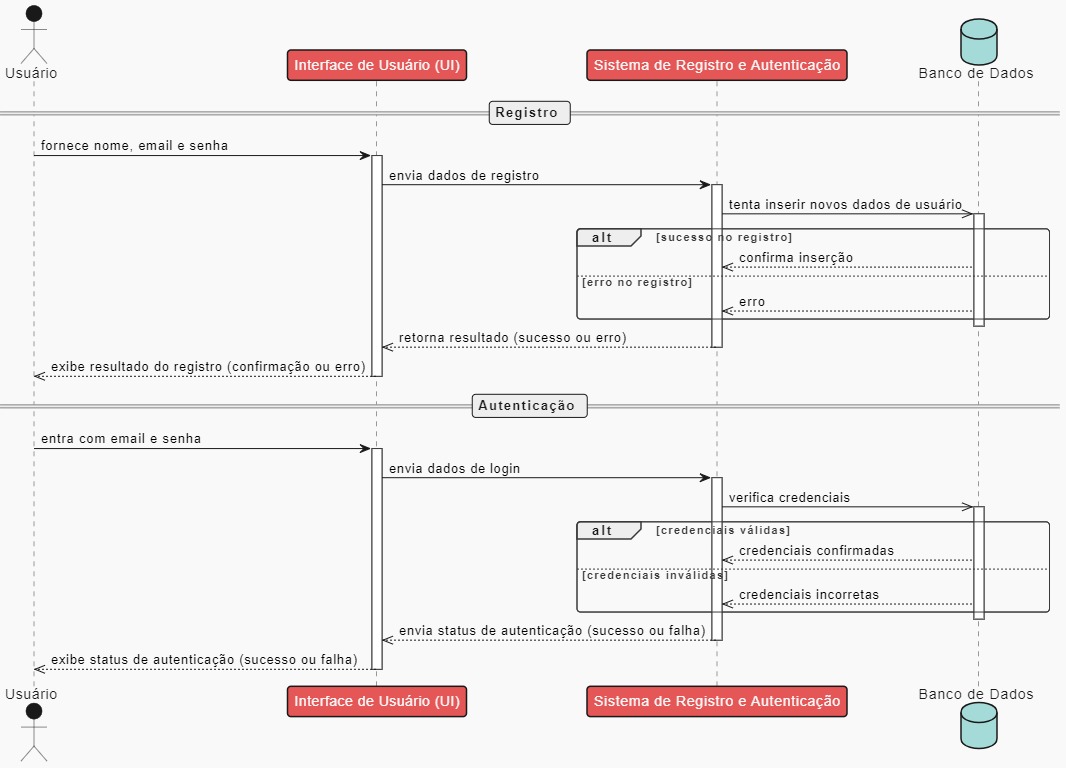 Usuário
Interface de Usuário (UI)
Sistema de Registro e Autenticação
Banco de Dados
Registro
fornece nome, email e senha
envia dados de registro
tenta inserir novos dados de usuário
alt
[sucesso no registro]
confirma inserção
[erro no registro]
erro
retorna resultado (sucesso ou erro)
exibe resultado do registro (confirmação ou erro)
Autenticação
entra com email e senha
envia dados de login
verifica credenciais
alt
[credenciais válidas]
credenciais confirmadas
[credenciais inválidas]
credenciais incorretas
envia status de autenticação (sucesso ou falha)
exibe status de autenticação (sucesso ou falha)
Usuário
Interface de Usuário (UI)
Sistema de Registro e Autenticação
Banco de Dados